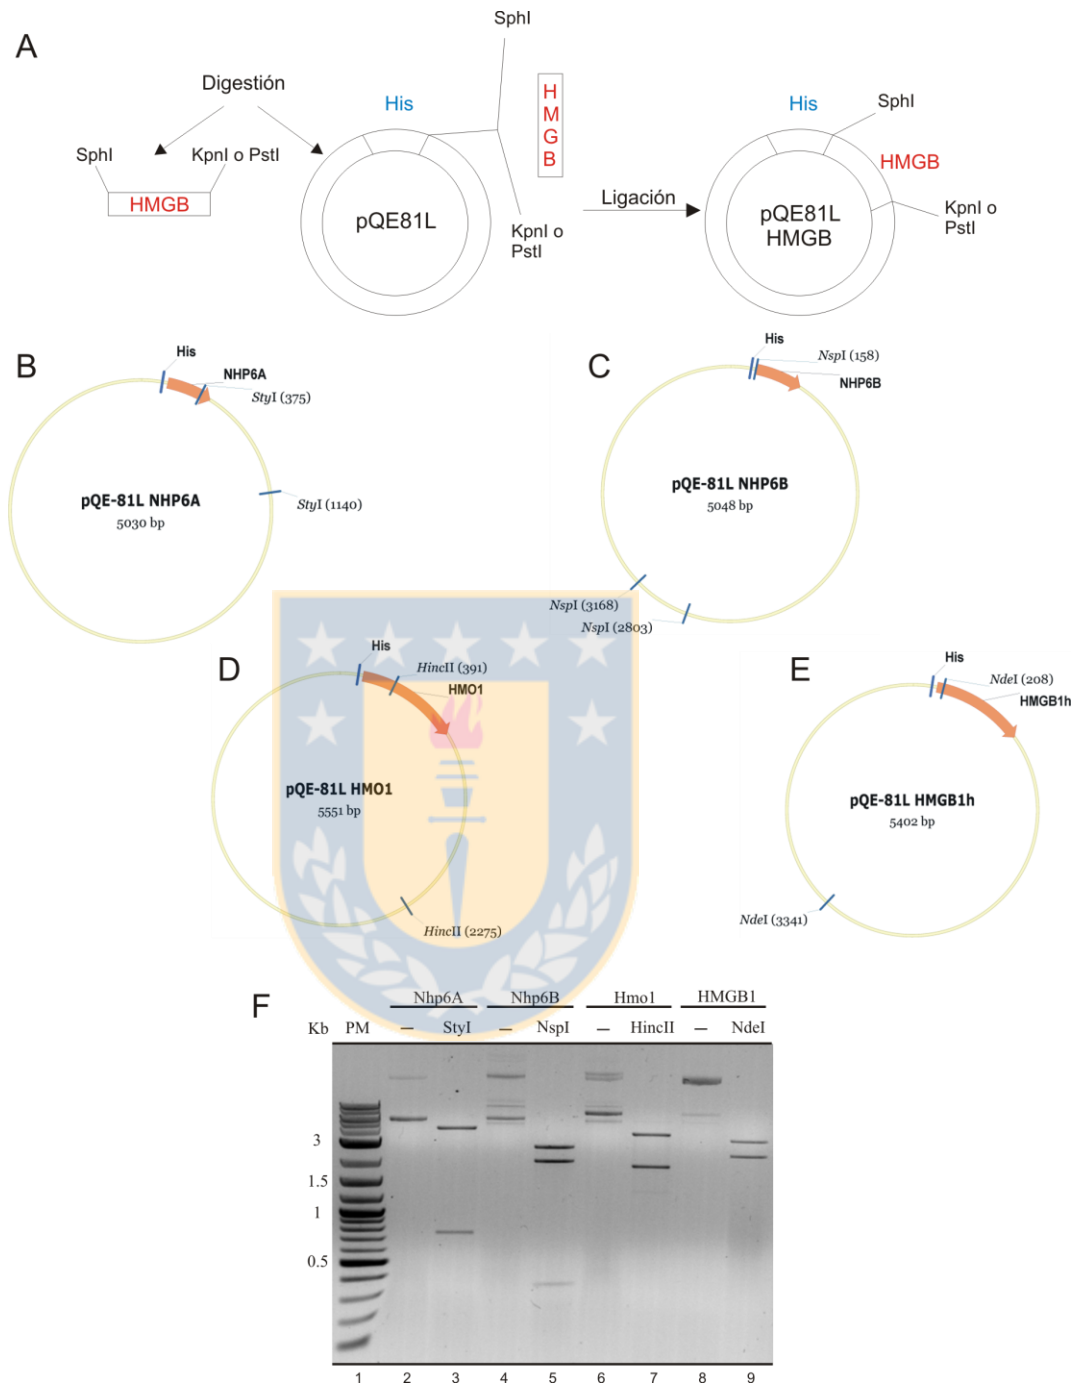 A
Digestión
SphI
KpnI o PstI
HMGB
His
pQE81L
SphI
H
M
G
B
KpnI o
PstI
Ligación
His
SphI
HMGB
pQE81L
HMGB
KpnI o
PstI
B
His
NHP6A
StyI (375)
pQE-81L NHP6A
5030 bp
StyI (1140)
C
His
NspI (158)
NHP6B
pQE-81L NHP6B
5048 bp
NspI (3168)
NspI (2803)
D
His
HincII (391)
HMO1
pQE-81L HMO1
5551 bp
HincII (2275)
E
His
NdeI (208)
HMGB1h
pQE-81L HMGB1h
5402 bp
NdeI (3341)
F
Nhp6A Nhp6B Hmo1 HMGB1
Kb PM – StyI – NspI – HincII – NdeI
3
1.5
1
0.5
1 2 3 4 5 6 7 8 9